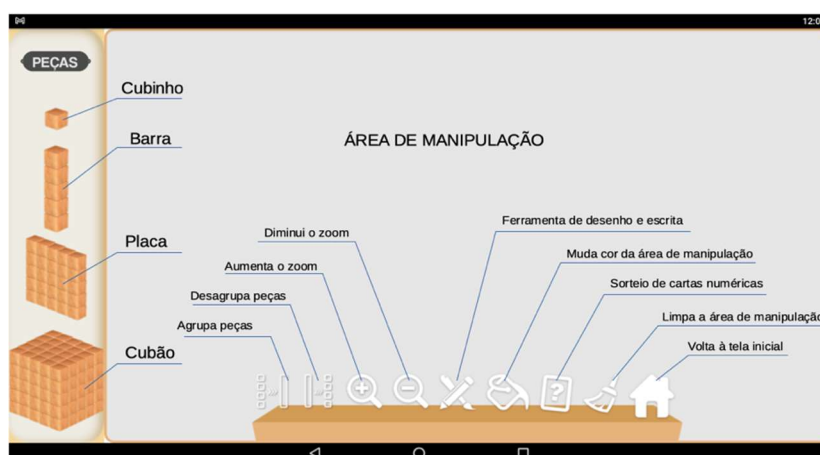 12:0
PEÇAS
Cubinho
Barra
ÁREA DE MANIPULAÇÃO
Placa
Cubão
Diminui o zoom
Aumenta o zoom
Desagrupa peças
Agrupa peças
Ferramenta de desenho e escrita
Muda cor da área de manipulação
Sorteio de cartas numéricas
Limpa a área de manipulação
Volta à tela inicial
?